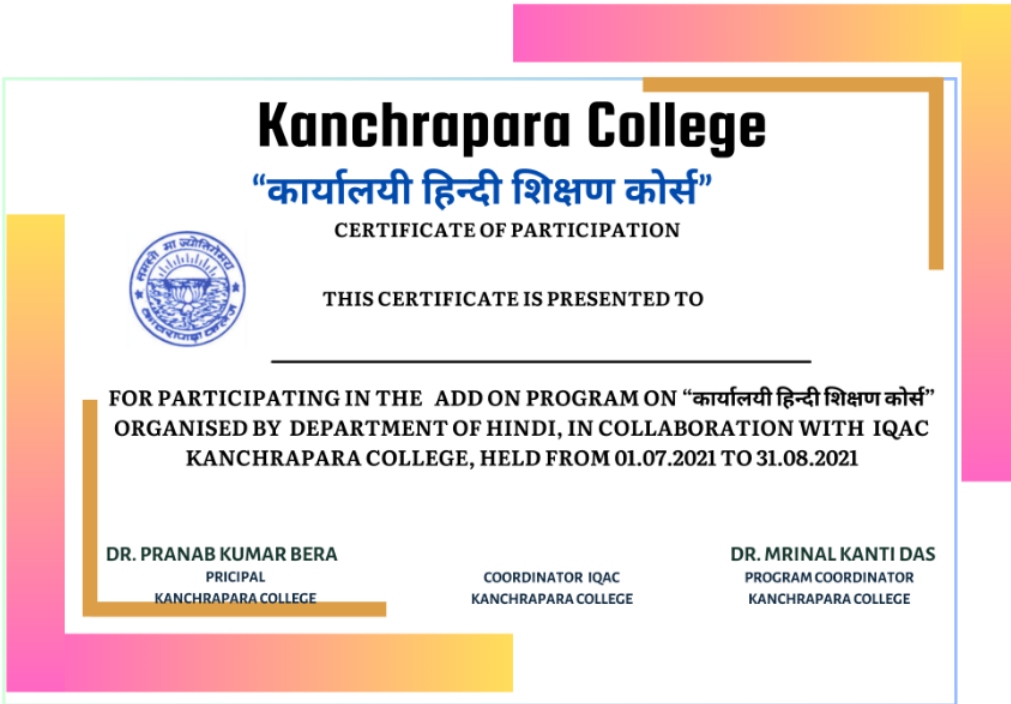 Kanchrapara College
“कार्यालयी हिन्दी शिक्षण कोर्स”
CERTIFICATE OF PARTICIPATION
तमसो मा ज्योतिर्गमय
THIS CERTIFICATE IS PRESENTED TO
FOR PARTICIPATING IN THE ADD ON PROGRAM ON “कार्यालयी हिन्दी शिक्षण कोर्स”
ORGANISED BY DEPARTMENT OF HINDI, IN COLLABORATION WITH IQAC
KANCHRAPARA COLLEGE, HELD FROM 01.07.2021 TO 31.08.2021
DR. PRANAB KUMAR BERA
PRICIPAL
KANCHRAPARA COLLEGE
COORDINATOR IQAC
KANCHRAPARA COLLEGE
DR. MRINAL KANTI DAS
PROGRAM COORDINATOR
KANCHRAPARA COLLEGE